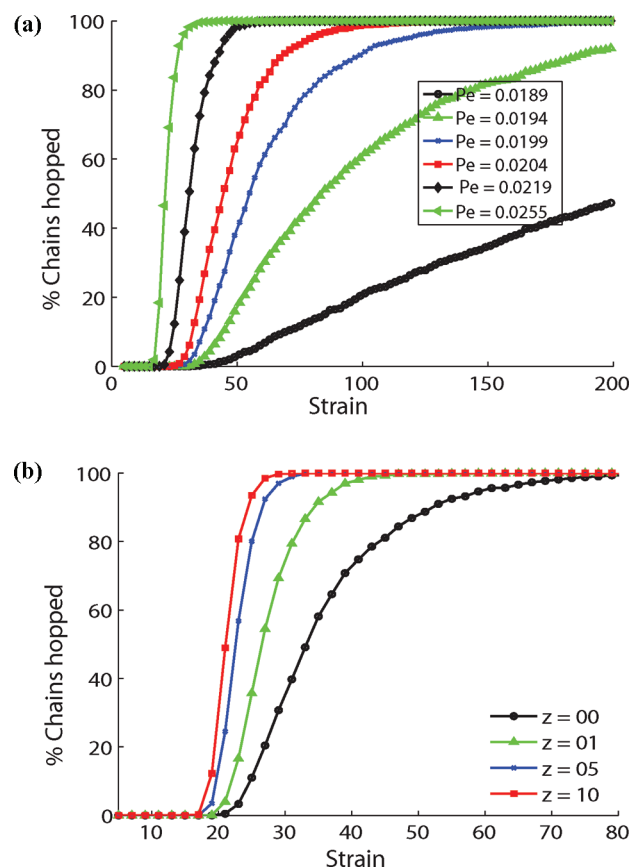 (a)
100
80
60
40
20
0
% Chains hopped
Pe = 0.0189
Pe = 0.0194
Pe = 0.0199
Pe = 0.0204
Pe = 0.0219
Pe = 0.0255
0 50 100 150 200
Strain
(b)
100
80
60
40
20
0
% Chains hopped
z = 00
z = 01
z = 05
z = 10
10 20 30 40 50 60 70 80
Strain